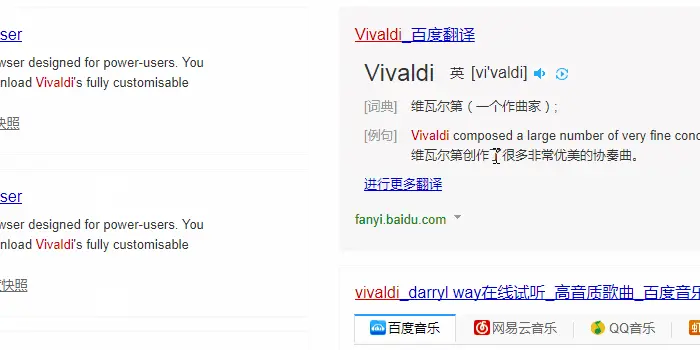 ser
wser designed for power-users. You
nload Vivaldi's fully customisable
快照
ser
wser designed for power-users. You
nload Vivaldi's fully customisable
度快照
Vivaldi_百度翻译
Vivaldi 英 [vi'valdi]
[词典] 维瓦尔第（一个作曲家）;
[例句] Vivaldi composed a large number of very fine conc
维瓦尔第创作了很多非常优美的协奏曲。
进行更多翻译
fanyi.baidu.com
vivaldi_darryl way在线试听_高音质歌曲_百度音乐
百度音乐 网易云音乐 QQ音乐 虾